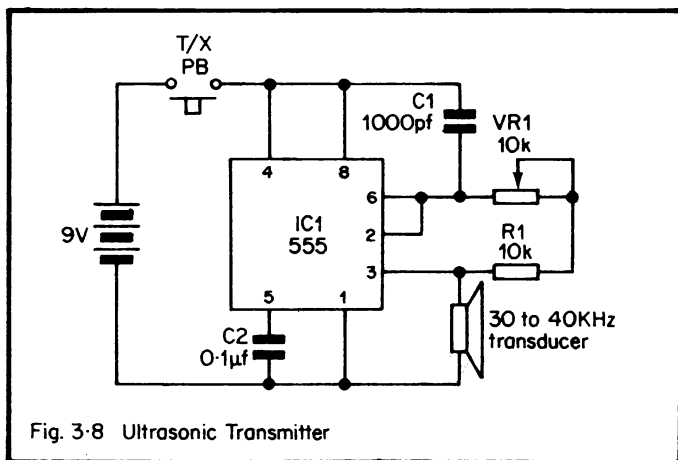 T/X
PB
C1
1000pf
VR1
10k
4
8
6
IC1
555
2
R1
10k
3
9V
5
1
C2
0·1µf
30 to 40KHz
transducer
Fig. 3·8 Ultrasonic Transmitter